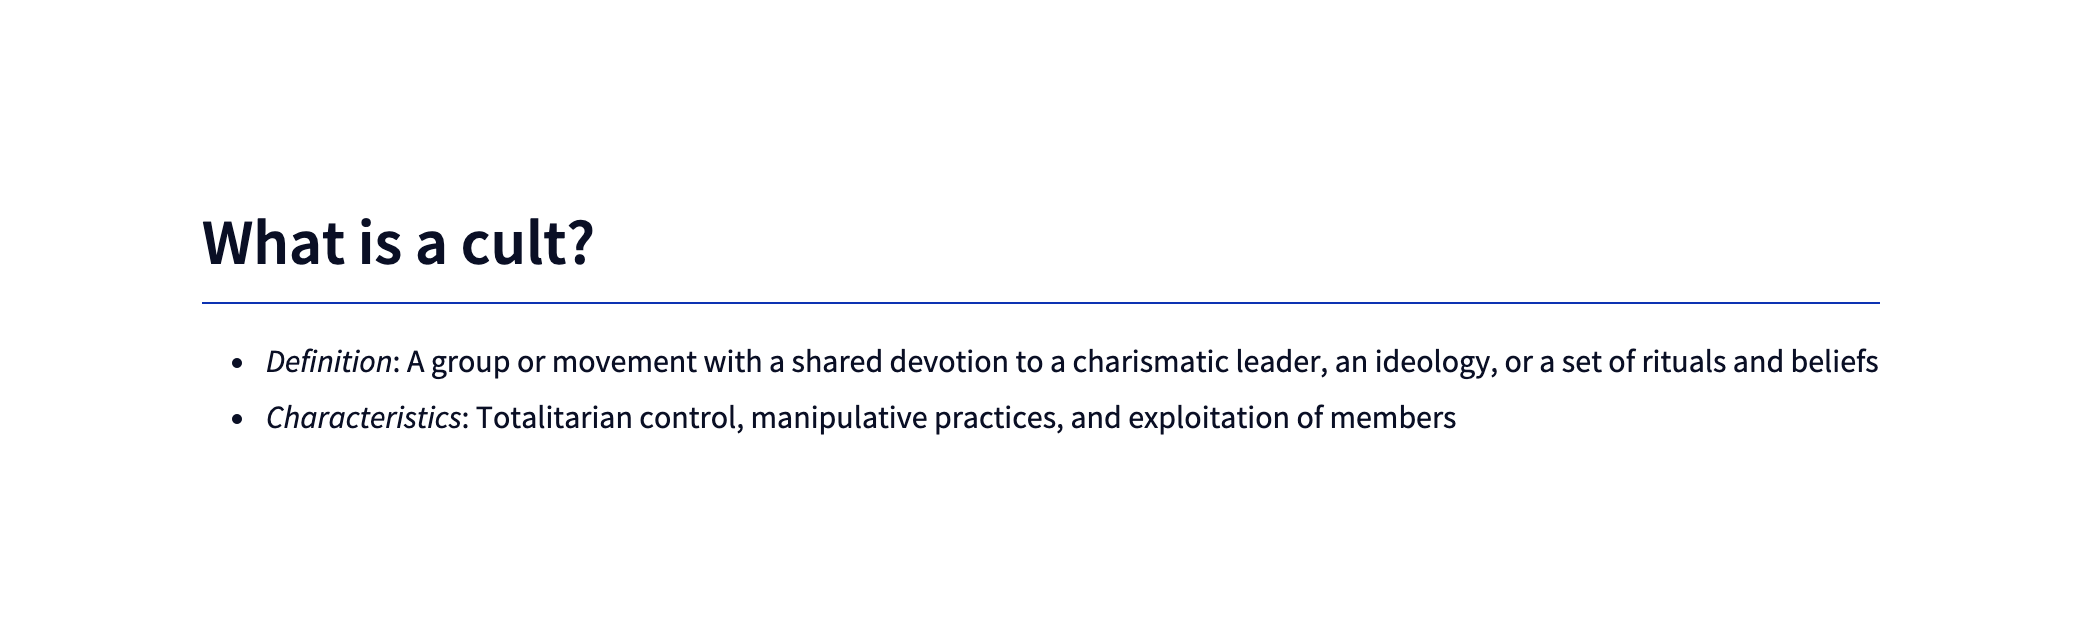 What is a cult?
• Definition: A group or movement with a shared devotion to a charismatic leader, an ideology, or a set of rituals and beliefs
• Characteristics: Totalitarian control, manipulative practices, and exploitation of members